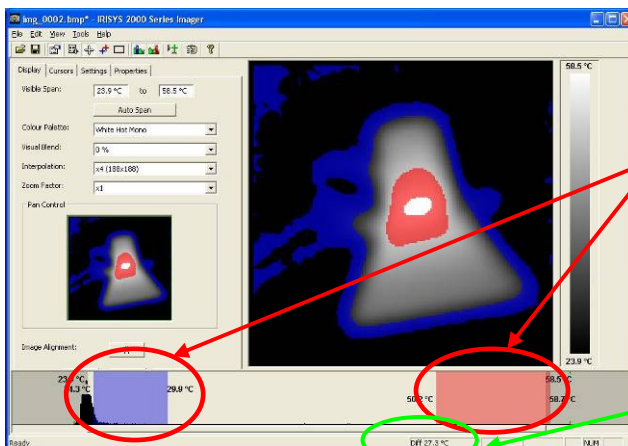 img_0002.bmp* - IRISYS 2000 Series Imager
File Edit View Tools Help
Display Cursors Settings Properties
Visible Span: 23.9 °C to 58.5 °C
Auto Span
Colour Palette: White Hot Mono
Visual Blend: 0 %
Interpolation: x4 (188x188)
Zoom Factor: x1
Pan Control
Image Alignment:
58.5 °C
23.9 °C
29.9 °C
58.5 °C
Ready
Diff 27.3 °C
NUM